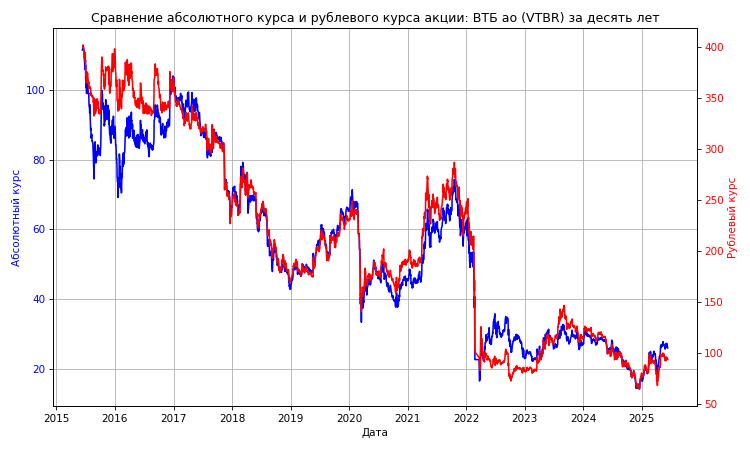 Сравнение абсолютного курса и рублевого курса акции: ВТБ ао (VTBR) за десять лет
Абсолютный курс
100
80
60
40
20
400
350
300
250
200
150
100
50
Рублевый курс
2015 2016 2017 2018 2019 2020 2021 2022 2023 2024 2025
Дата